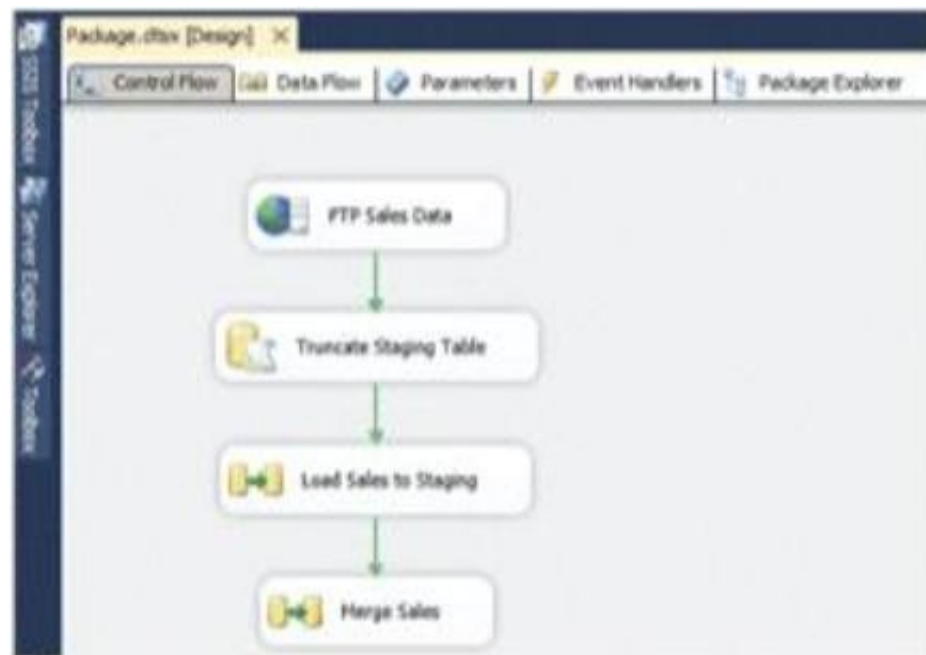 Package.dtsx [Design]
Control Flow
Data Flow
Parameters
Event Handlers
Package Explorer
SSIS Toolbox
Server Explorer
Toolbox
FTP Sales Data
Truncate Staging Table
Load Sales to Staging
Merge Sales